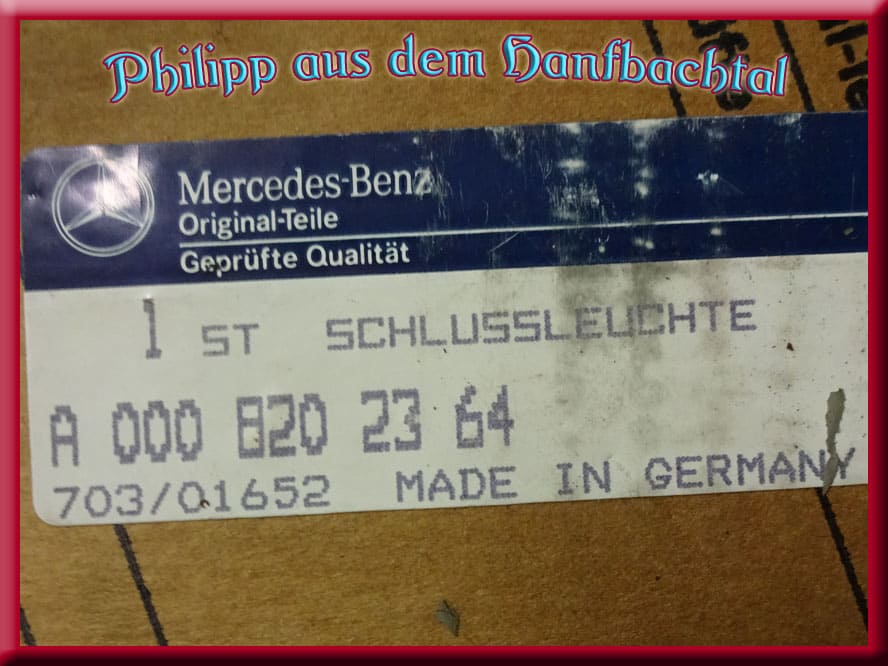 Philipp aus dem Hanfbachtal
Mercedes-Benz
Original-Teile
Geprüfte Qualität
1 ST SCHLUSSLEUCHTE
A 000 820 23 64
703/01652 MADE IN GERMANY